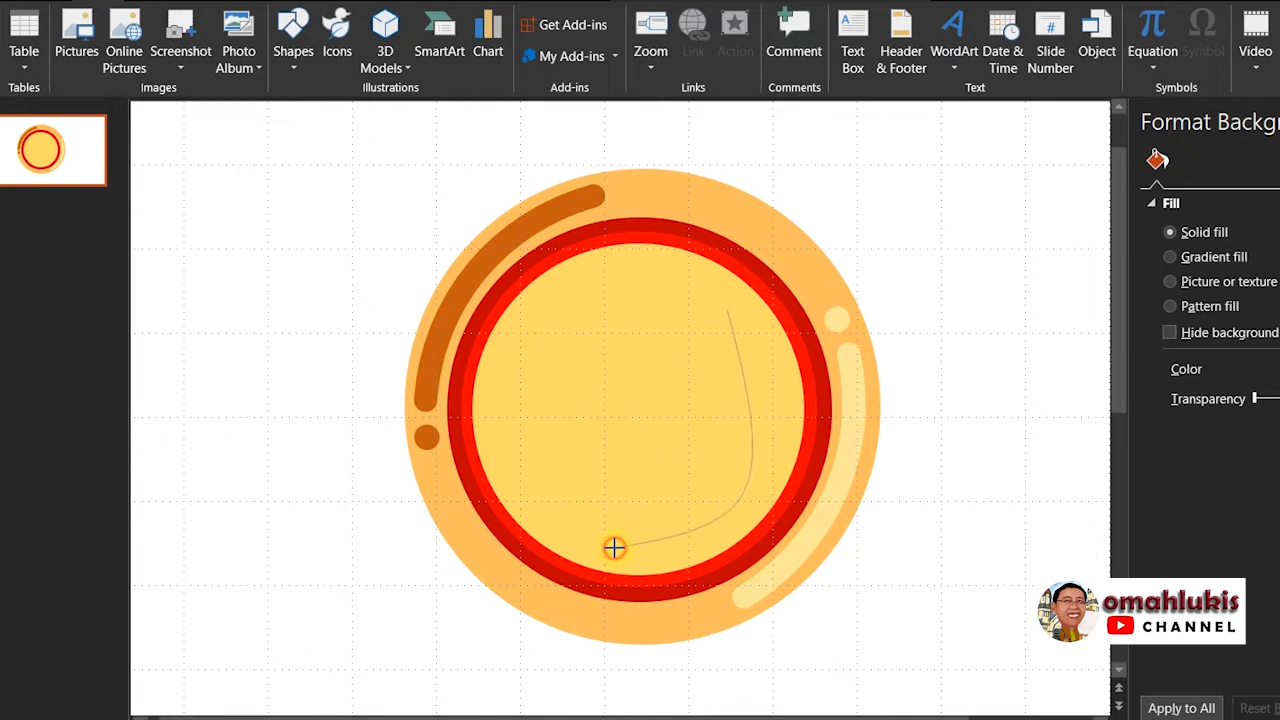 Table
Pictures
Online
Pictures
Screenshot
Photo
Album
Shapes
Icons
3D
Models
SmartArt
Chart
Get Add-ins
My Add-ins
Zoom
Link
Action
Comment
Text
Box
Header
& Footer
WordArt
Date &
Time
Slide
Number
Object
Equation
Symbol
Video
Tables
Images
Illustrations
Add-ins
Links
Comments
Text
Symbols
Format Backg
Fill
Solid fill
Gradient fill
Picture or texture
Pattern fill
Hide background
Color
Transparency
Apply to All
Reset B
omahlukis
CHANNEL